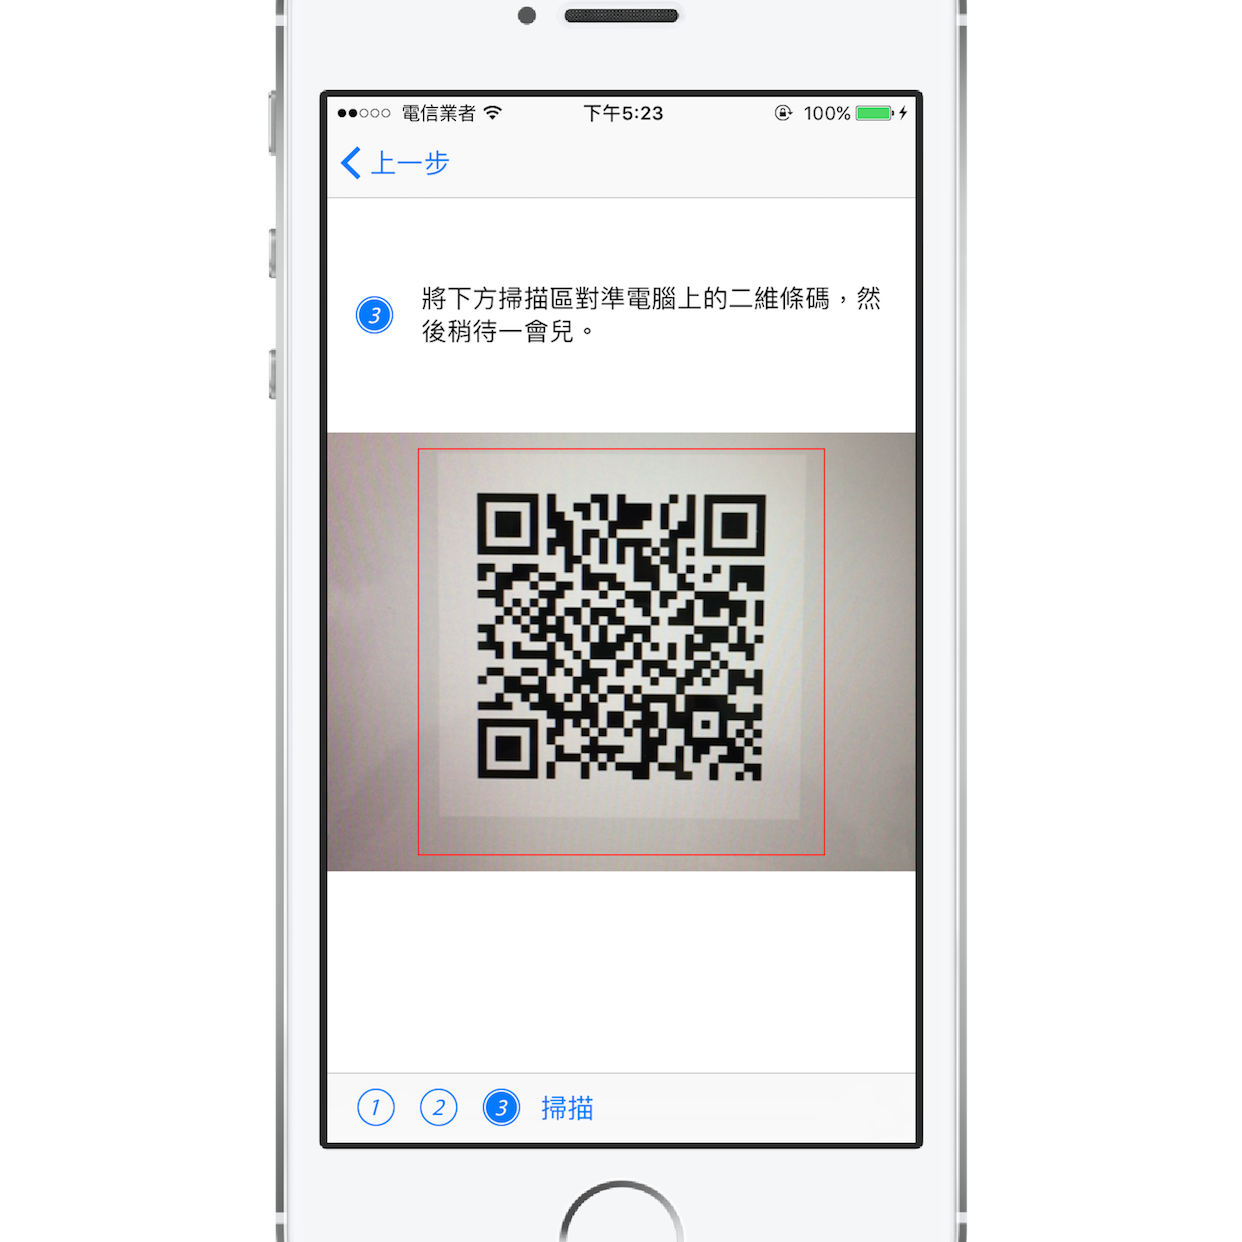 電信業者 下午5:23 100%
上一步
3 將下方掃描區對準電腦上的二維條碼，然
後稍待一會兒。
1 2 3 掃描